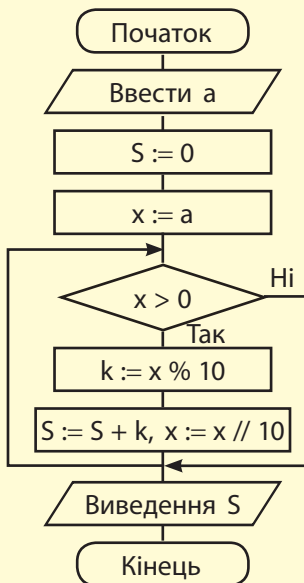 Початок
Ввести a
S := 0
x := a
x > 0
Ні
Так
k := x % 10
S := S + k, x := x // 10
Виведення S
Кінець